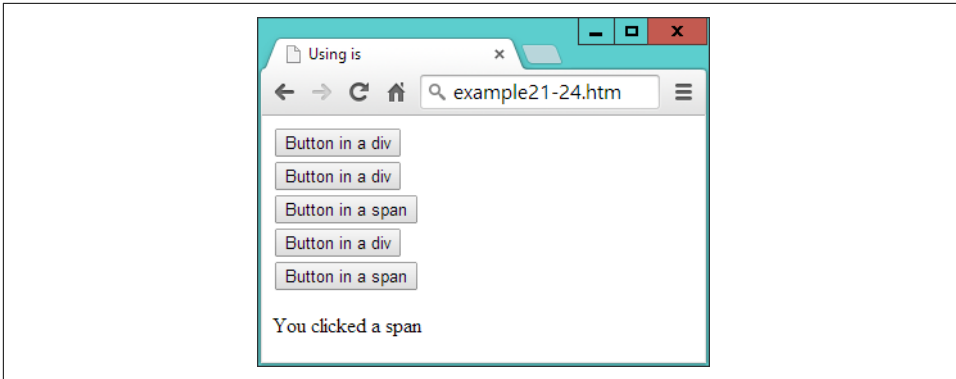 Using is
example21-24.htm
Button in a div
Button in a div
Button in a span
Button in a div
Button in a span
You clicked a span